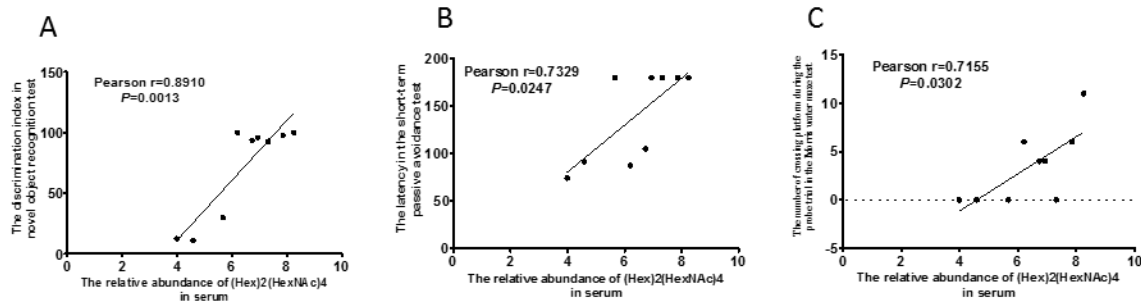 A
Pearson r=0.8910
P=0.0013
The discrimination index in
novel object recognition test
150
100
50
0
0 2 4 6 8 10
The relative abundance of (Hex)2(HexNAc)4
in serum
B
Pearson r=0.7329
P=0.0247
The latency in the short-term
passive avoidance test
200
150
100
50
0
0 2 4 6 8 10
The relative abundance of (Hex)2(HexNAc)4
in serum
C
Pearson r=0.7155
P=0.0302
The number of crossing platform during the
probe trial in the Morris water maze test.
15
10
5
0
-5
0 2 4 6 8 10
The relative abundance of (Hex)2(HexNAc)4
in serum